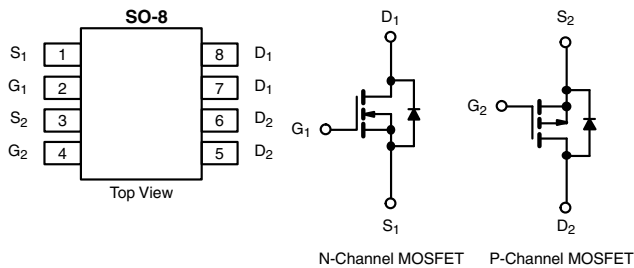 SO-8
S1 1 8 D1
G1 2 7 D1
S2 3 6 D2
G2 4 5 D2
Top View
D1
G1
S1
N-Channel MOSFET
S2
G2
D2
P-Channel MOSFET